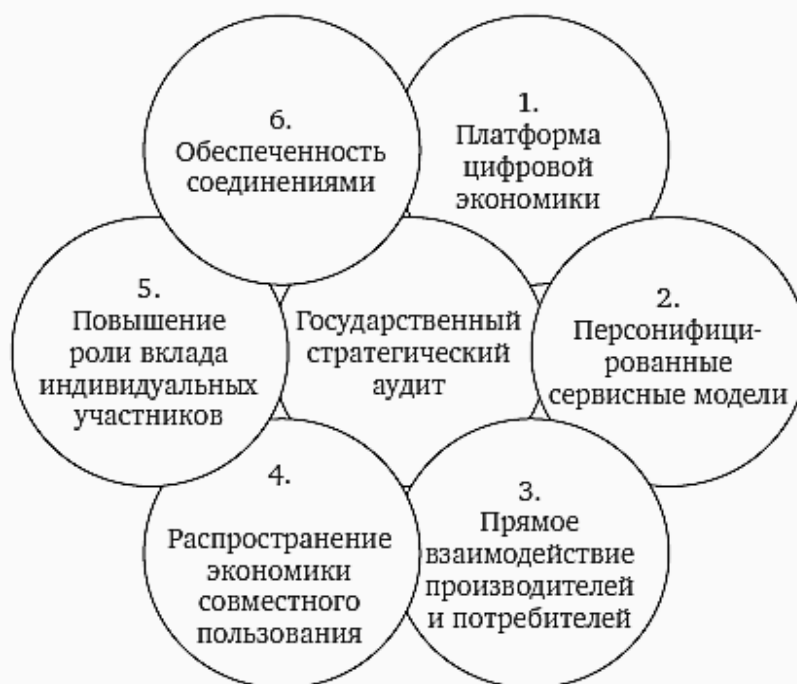 1.
Платформа
цифровой
экономики
2.
Персонифици-
рованные
сервисные модели
3.
Прямое
взаимодействие
производителей
и потребителей
4.
Распространение
экономики
совместного
пользования
5.
Повышение
роли вклада
индивидуальных
участников
6.
Обеспеченность
соединениями
Государственный
стратегический
аудит